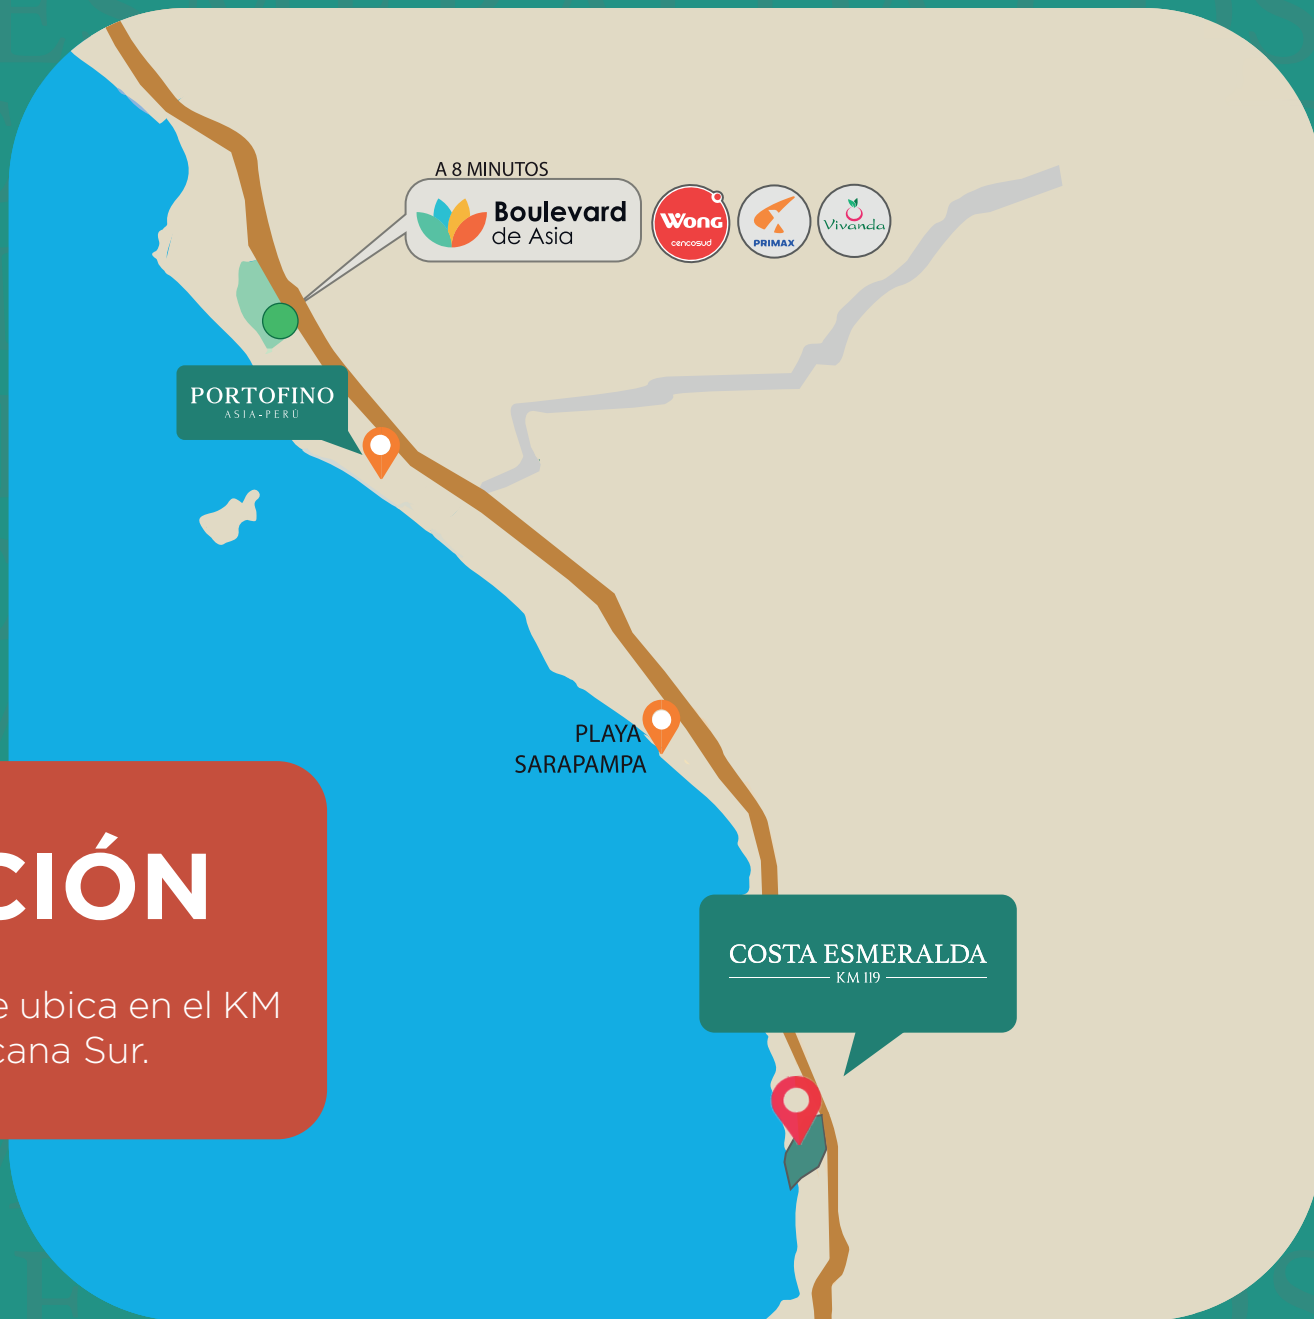 A 8 MINUTOS
Boulevard
de Asia
WONG
cencosud
PRIMAX
Vivanda
PORTOFINO
ASIA-PERÚ
PLAYA
SARAPAMPA
CIÓN
e ubica en el KM
cana Sur.
COSTA ESMERALDA
KM 119